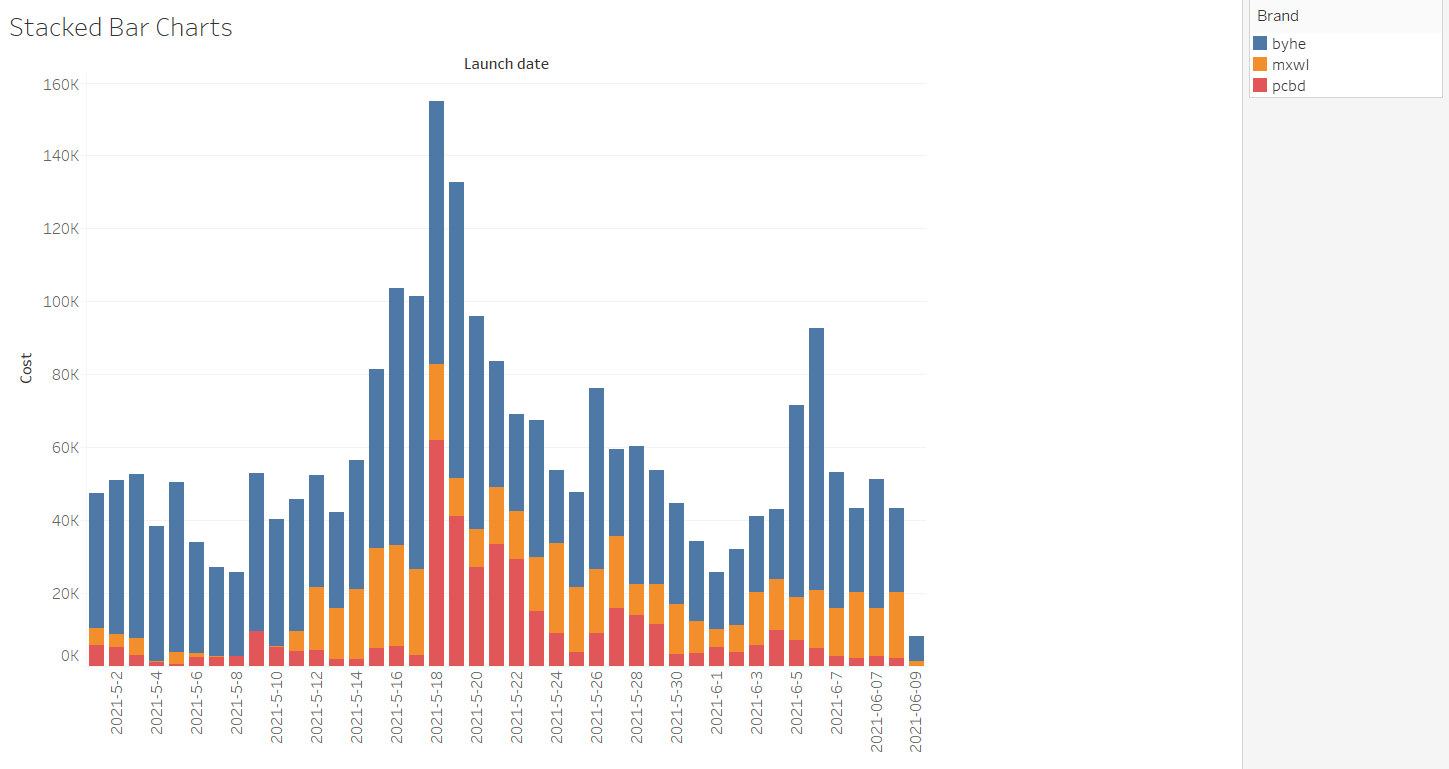 Stacked Bar Charts
Launch date
160K
140K
120K
100K
80K
60K
40K
20K
0K
Cost
2021-5-2
2021-5-4
2021-5-6
2021-5-8
2021-5-10
2021-5-12
2021-5-14
2021-5-16
2021-5-18
2021-5-20
2021-5-22
2021-5-24
2021-5-26
2021-5-28
2021-5-30
2021-6-1
2021-6-3
2021-6-5
2021-6-7
2021-06-07
2021-06-09
Brand
byhe
mxwl
pcbd